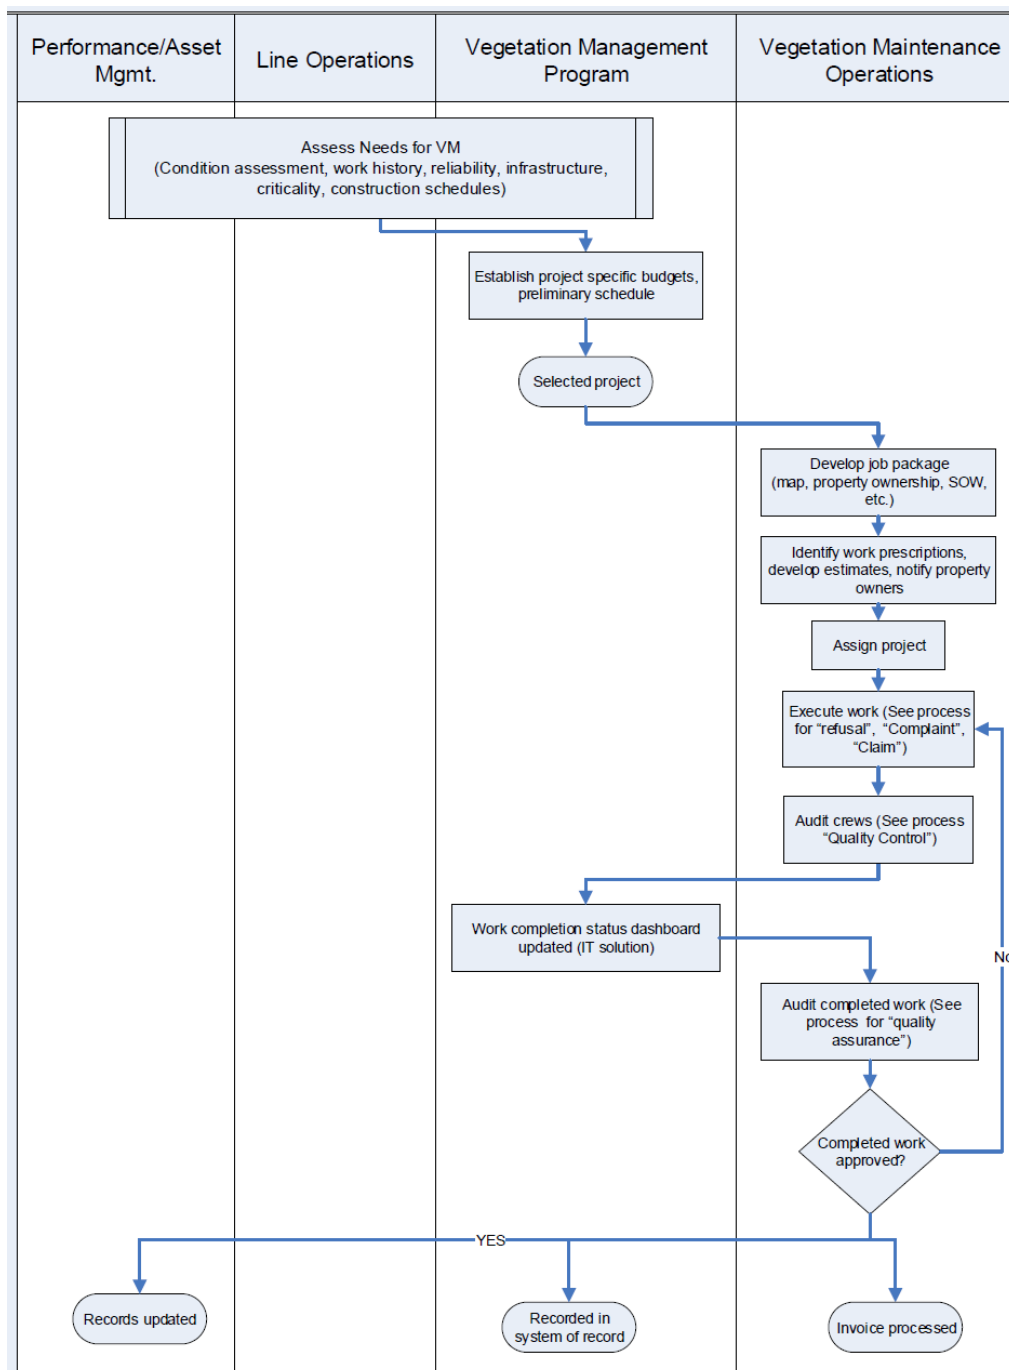 Performance/Asset
Mgmt.
Line Operations
Vegetation Management
Program
Vegetation Maintenance
Operations
Assess Needs for VM
(Condition assessment, work history, reliability, infrastructure,
criticality, construction schedules)
Establish project specific budgets,
preliminary schedule
Selected project
Develop job package
(map, property ownership, SOW,
etc.)
Identify work prescriptions,
develop estimates, notify property
owners
Assign project
Execute work (See process
for “refusal”, “Complaint”,
“Claim”)
Audit crews (See process
“Quality Control”)
Work completion status dashboard
updated (IT solution)
No
Audit completed work (See
process for “quality
assurance”)
Completed work
approved?
YES
Records updated
Recorded in
system of record
Invoice processed